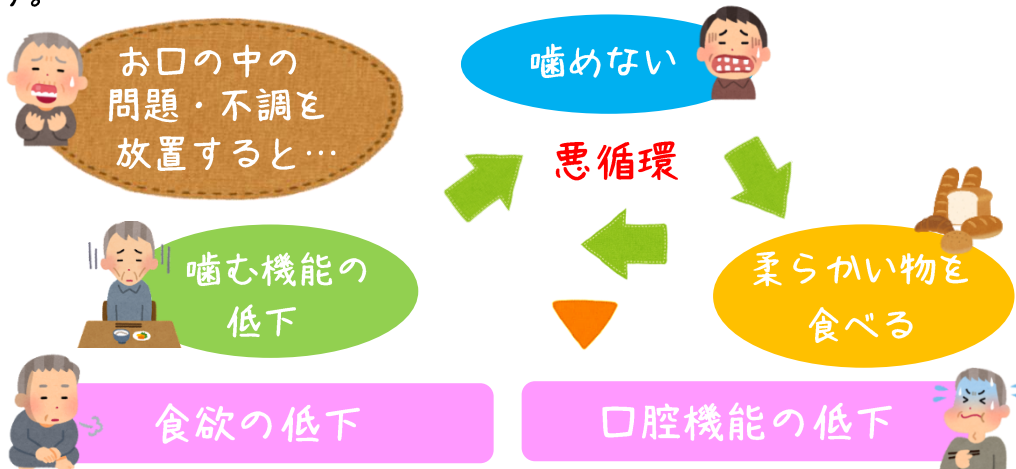 す。
お口の中の
問題・不調を
放置すると…
噛めない
悪循環
噛む機能の
低下
柔らかい物を
食べる
食欲の低下
口腔機能の低下